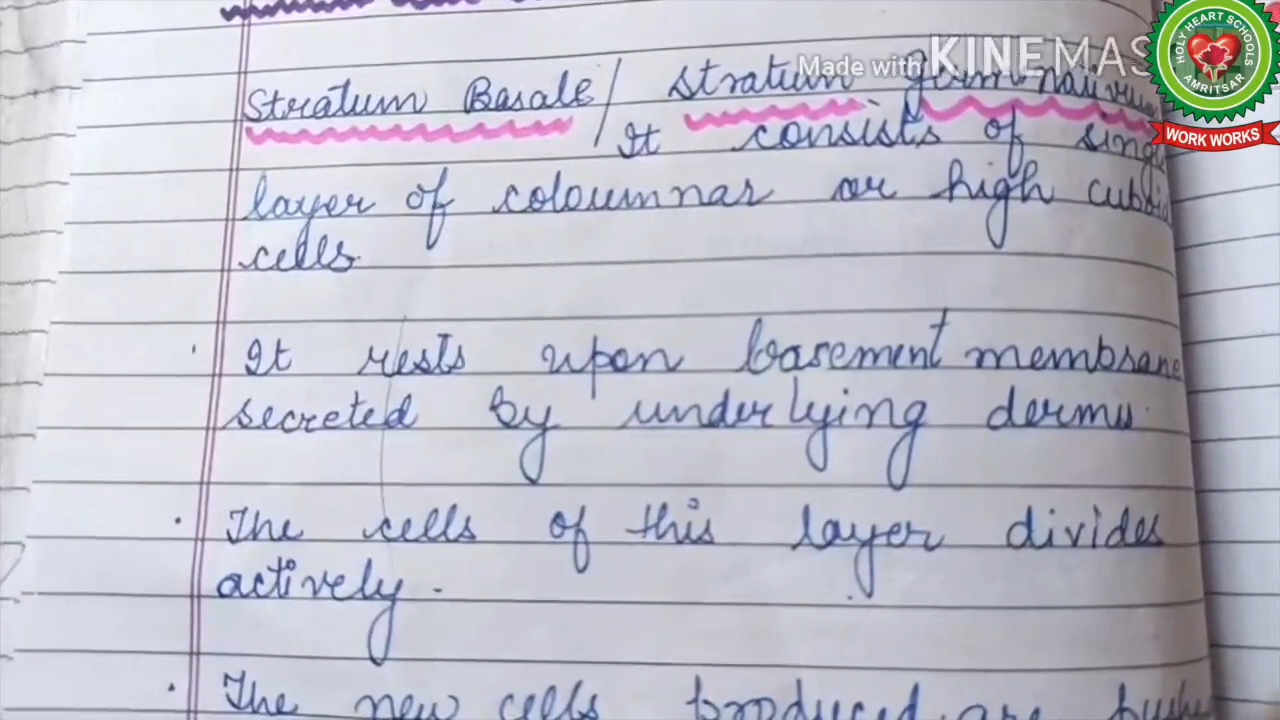 Made with KINEMAS
HOLY HEART SCHOOLS
AMRITSAR
WORK WORKS
Stratum Basale / Stratum
It consists of
layer of coloumnar or high
cells.
It rests upon basement membrane
secreted by underlying dermis.
The cells of this layer divides
actively.
The new cells produced are